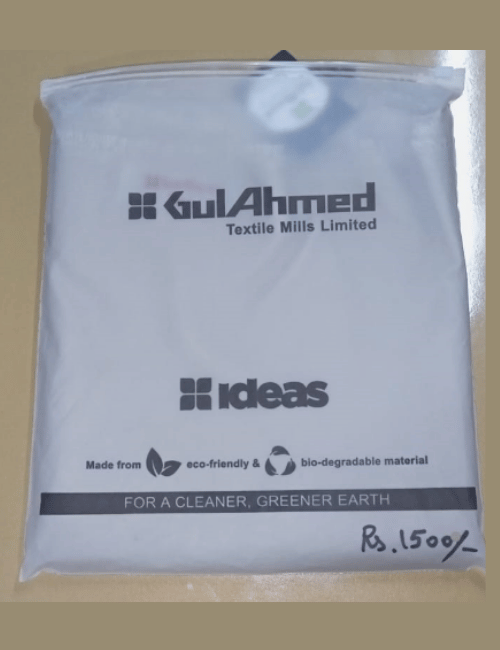 GulAhmed
Textile Mills Limited
ideas
Made from eco-friendly & bio-degradable material
FOR A CLEANER, GREENER EARTH
Rs. 1500/-